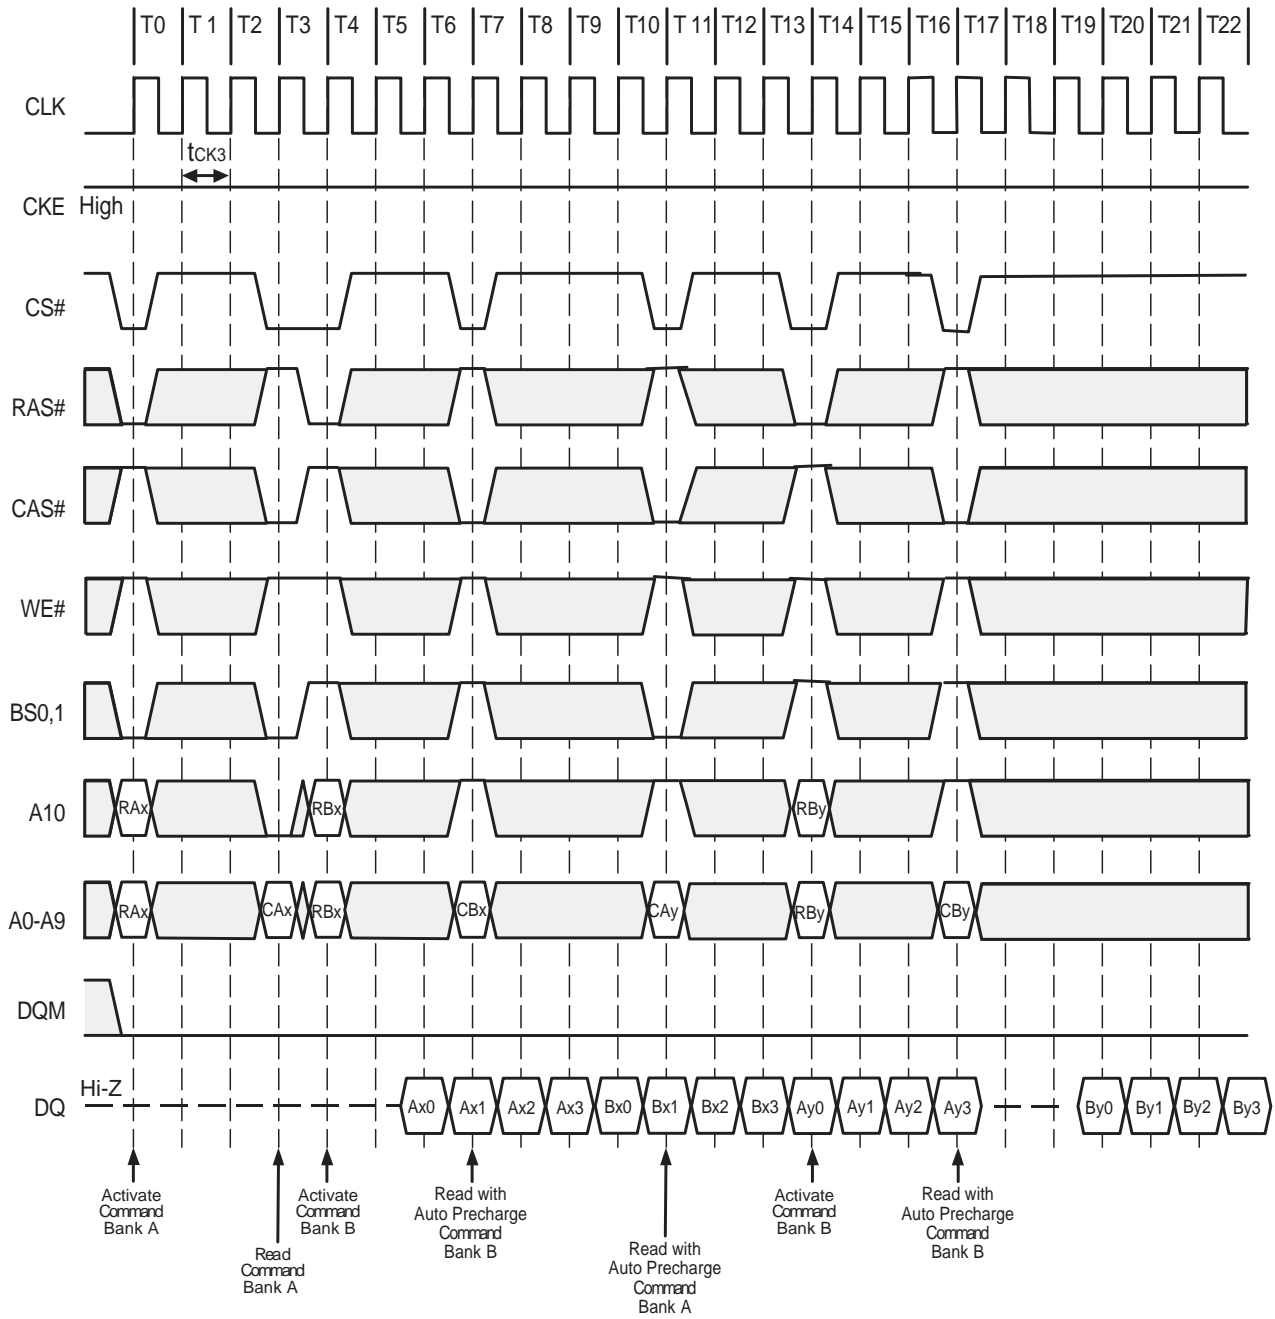 T0 T 1 T2 T3 T4 T5 T6 T7 T8 T9 T10 T 11 T12 T13 T14 T15 T16 T17 T18 T19 T20 T21 T22
CLK
tCK3
CKE High
CS#
RAS#
CAS#
WE#
BS0,1
A10 RAx RBx RBy
A0-A9 RAx CAx RBx CBx CAy RBy CBy
DQM
Hi-Z
DQ Ax0 Ax1 Ax2 Ax3 Bx0 Bx1 Bx2 Bx3 Ay0 Ay1 Ay2 Ay3 By0 By1 By2 By3
Activate
Command
Bank A
Read
Command
Bank A
Activate
Command
Bank B
Read with
Auto Precharge
Command
Bank B
Read with
Auto Precharge
Command
Bank A
Activate
Command
Bank B
Read with
Auto Precharge
Command
Bank B